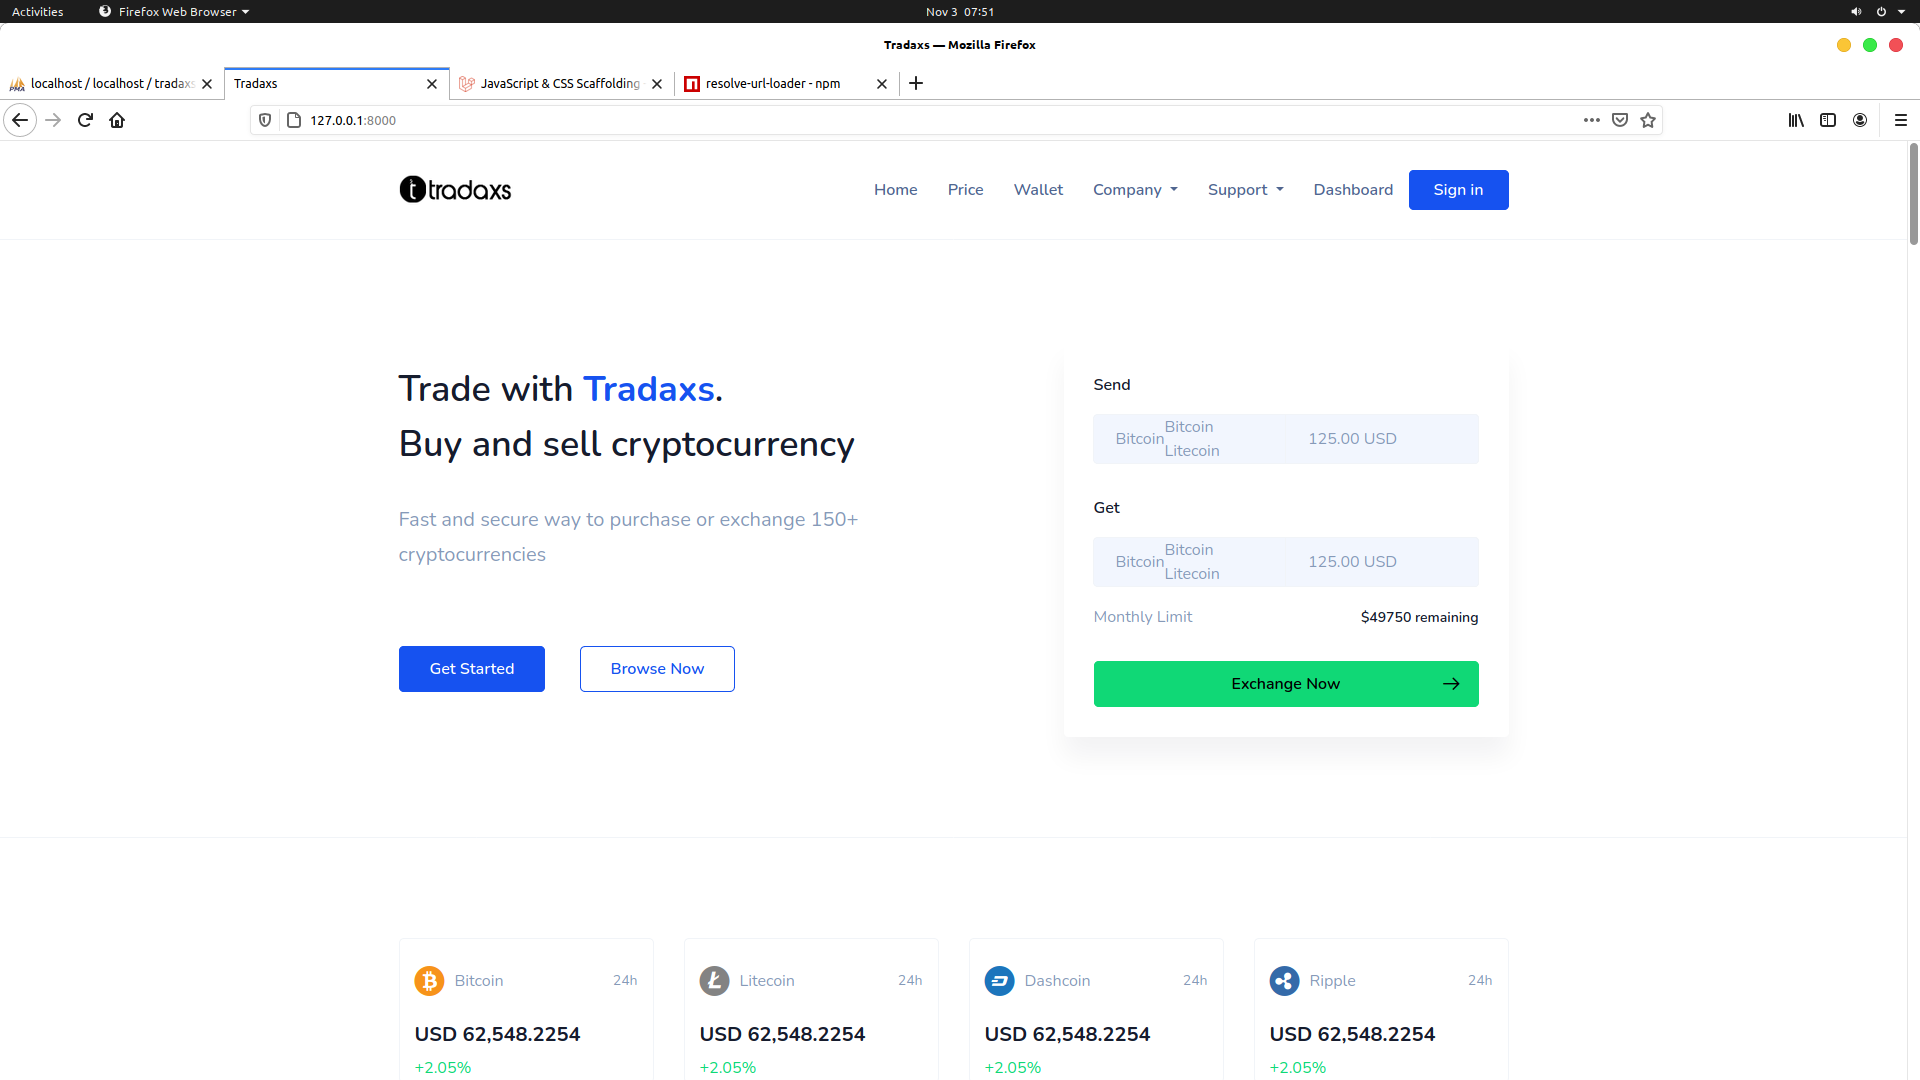 Activities
Firefox Web Browser
Nov 3 07:51
Tradaxs — Mozilla Firefox
localhost / localhost / tradaxs
Tradaxs
JavaScript & CSS Scaffolding
resolve-url-loader - npm
127.0.0.1:8000
tradaxs
Home
Price
Wallet
Company
Support
Dashboard
Sign in
Trade with Tradaxs.
Buy and sell cryptocurrency
Fast and secure way to purchase or exchange 150+
cryptocurrencies
Get Started
Browse Now
Send
Bitcoin
Bitcoin
Litecoin
125.00 USD
Get
Bitcoin
Bitcoin
Litecoin
125.00 USD
Monthly Limit
$49750 remaining
Exchange Now
Bitcoin
24h
USD 62,548.2254
+2.05%
Litecoin
24h
USD 62,548.2254
+2.05%
Dashcoin
24h
USD 62,548.2254
+2.05%
Ripple
24h
USD 62,548.2254
+2.05%